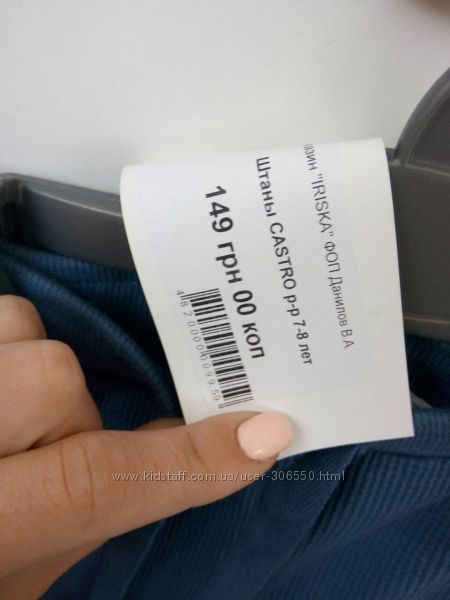 "IRISKA" ФОП Данилов В.А.
Штаны CASTRO р-р 7-8 лет
149 грн 00 коп
www.kidstaff.com.ua/user-306550.html